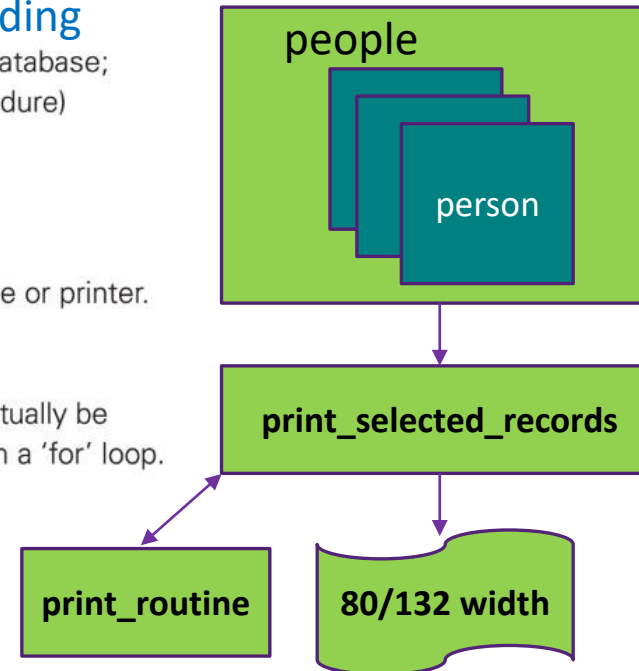 ding
atabase;
dure)
e or printer.
tually be
n a ‘for’ loop.
people
person
print_selected_records
print_routine
80/132 width